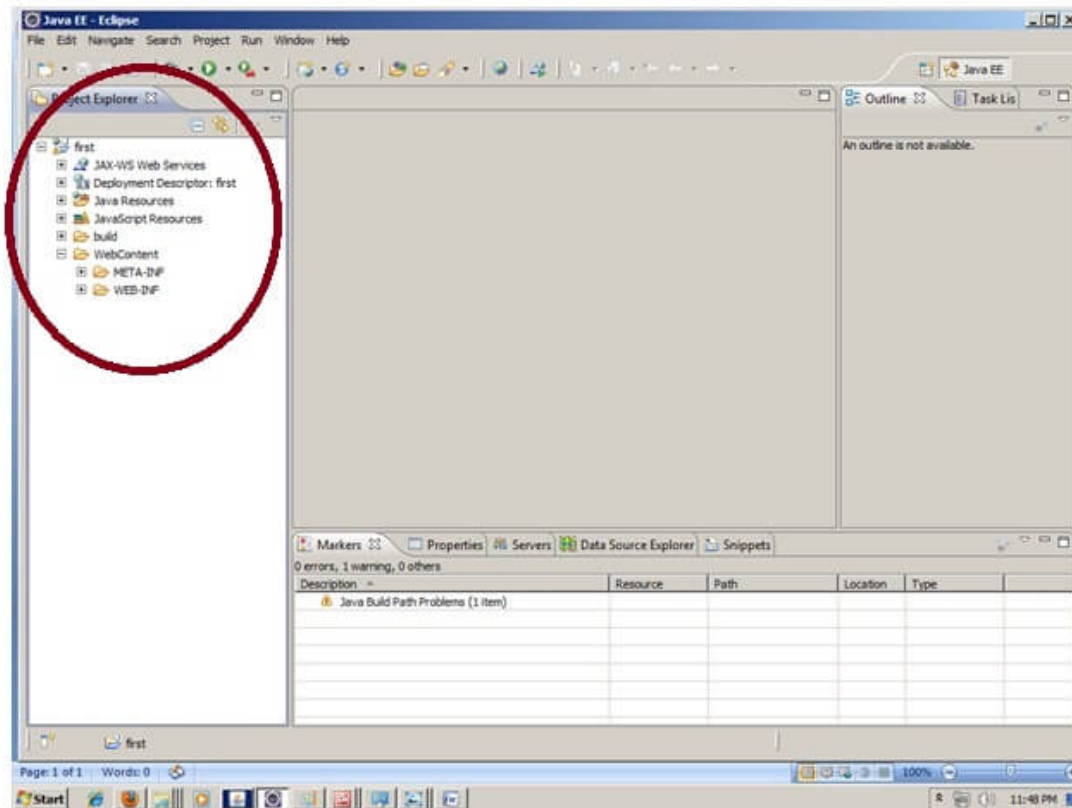 Java EE - Eclipse
File Edit Navigate Search Project Run Window Help
Java EE
Project Explorer
Outline
Task Lis
first
JAX-WS Web Services
Deployment Descriptor: first
Java Resources
JavaScript Resources
build
WebContent
META-INF
WEB-INF
An outline is not available.
Markers Properties Servers Data Source Explorer Snippets
0 errors, 1 warning, 0 others
Description Resource Path Location Type
Java Build Path Problems (1 item)
first
Page: 1 of 1 Words: 0 100%
Start 11:48 PM